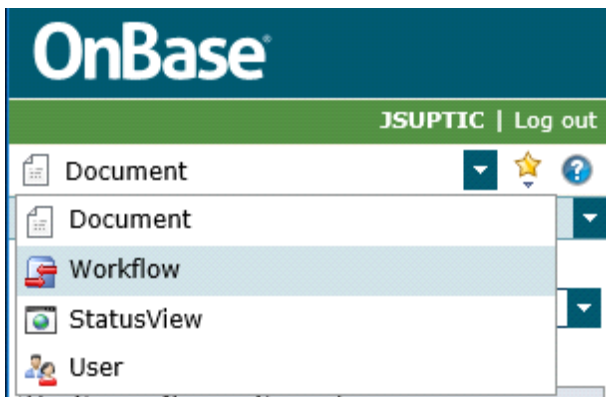 OnBase®
JSUPTIC | Log out
Document
Document
Workflow
StatusView
User